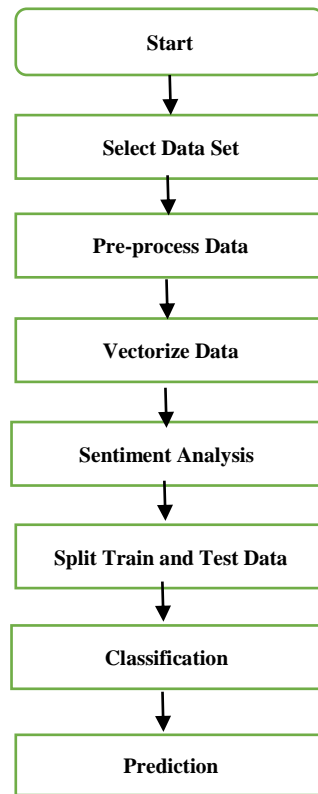 Start
Select Data Set
Pre-process Data
Vectorize Data
Sentiment Analysis
Split Train and Test Data
Classification
Prediction